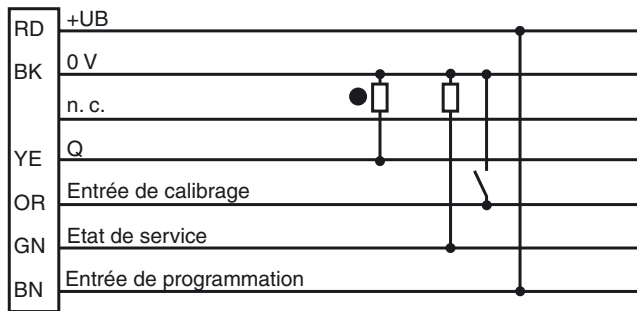 RD +UB
BK 0 V
n. c.
YE Q
OR Entrée de calibrage
GN Etat de service
BN Entrée de programmation